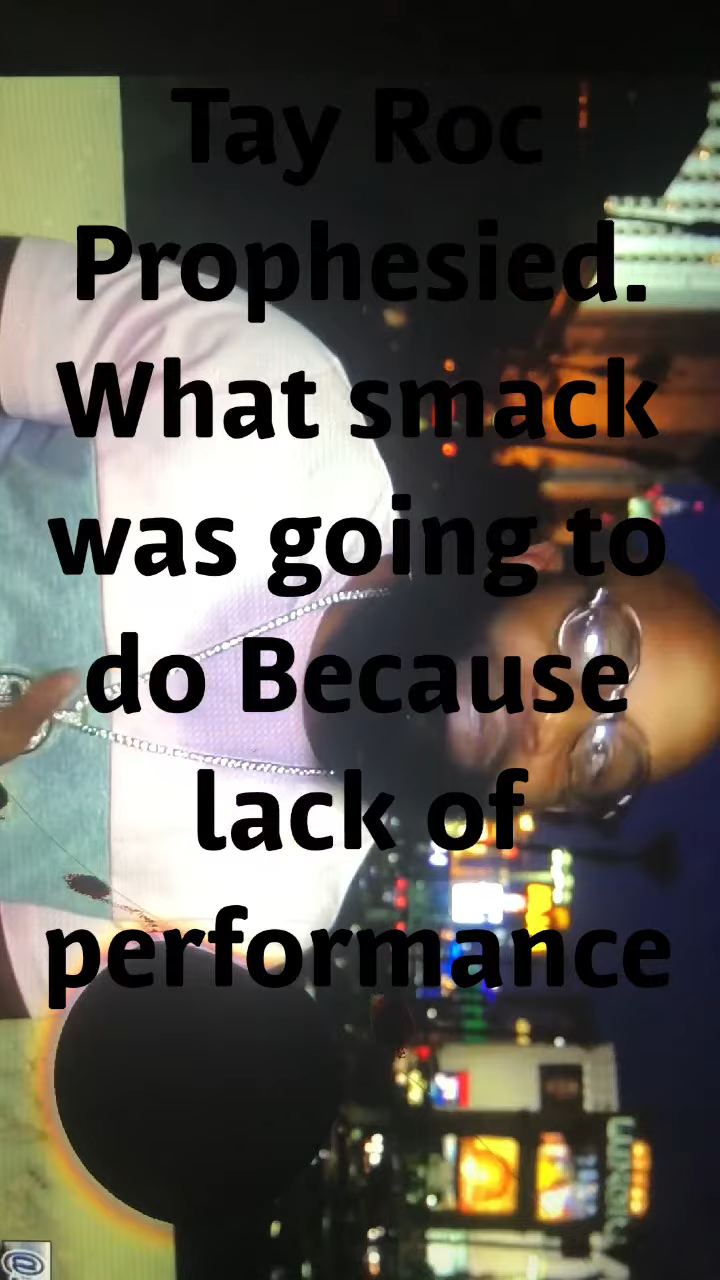 Tay Roc
Prophesied.
What smack
was going to
do Because
lack of
performance